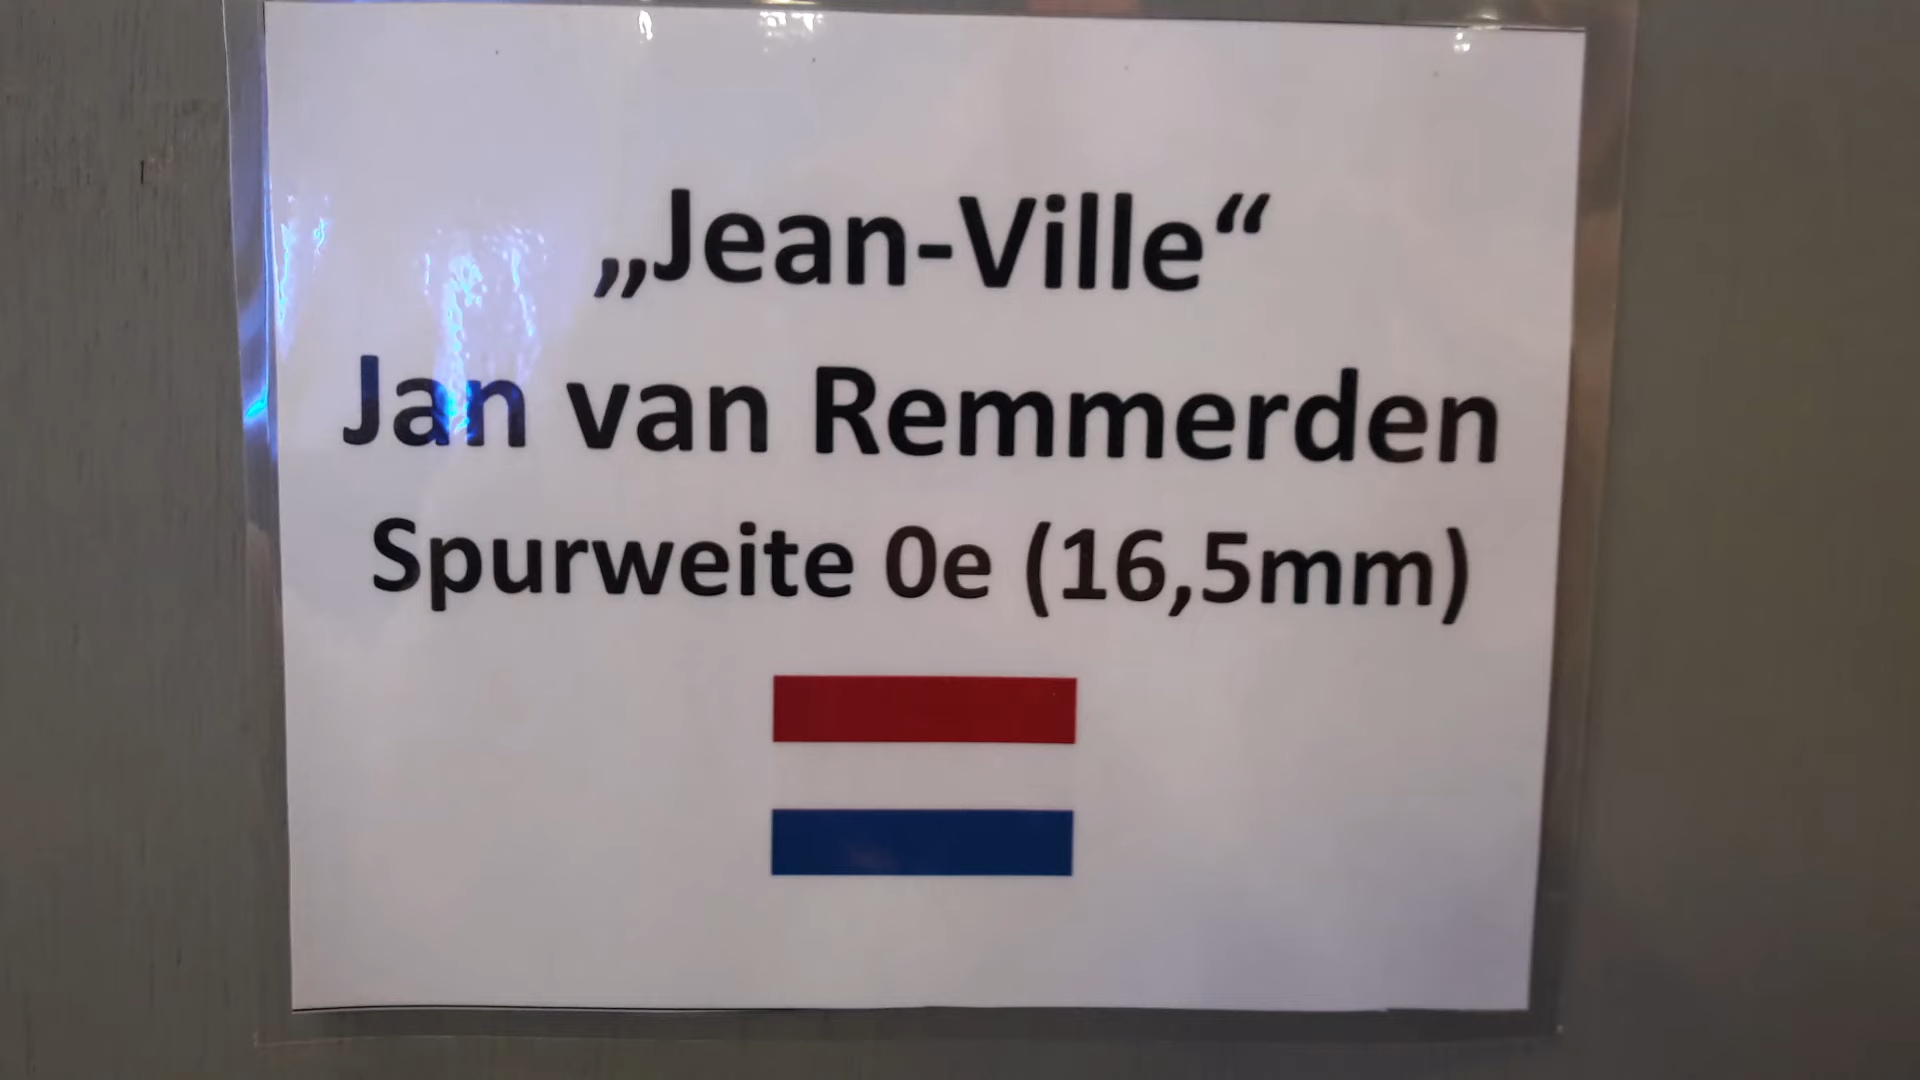 „Jean-Ville“
Jan van Remmerden
Spurweite 0e (16,5mm)